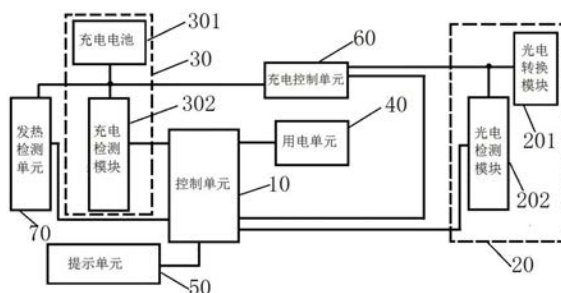 充电电池
301
30
60
充电控制单元
光电
转换
模块
201
302
充电
检测
模块
40
用电单元
光电
检测
模块
202
发热
检测
单元
70
控制单元
10
提示单元
50
20